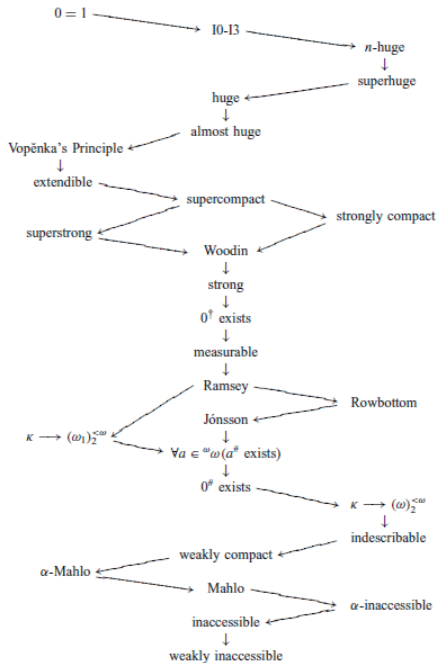 0 = 1
I0-I3
n-huge
superhuge
huge
almost huge
Vopěnka's Principle
extendible
supercompact
strongly compact
superstrong
Woodin
strong
0† exists
measurable
Ramsey
Rowbottom
Jónsson
κ ⟶ (ω₁)₂^{<ω}
∀a ∈ ^ωω(a^# exists)
0^# exists
κ ⟶ (ω)₂^{<ω}
indescribable
weakly compact
α-Mahlo
Mahlo
α-inaccessible
inaccessible
weakly inaccessible